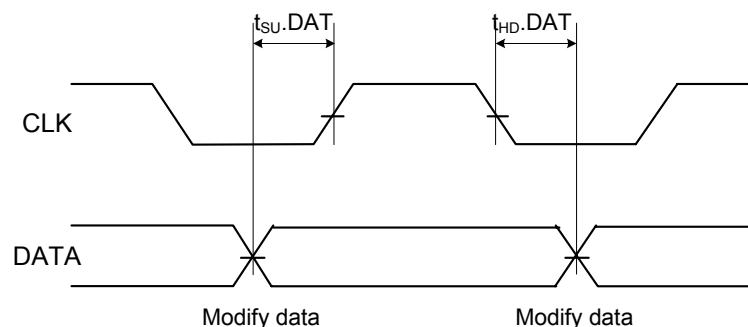 tSU.DAT tHD.DAT
CLK
DATA
Modify data Modify data